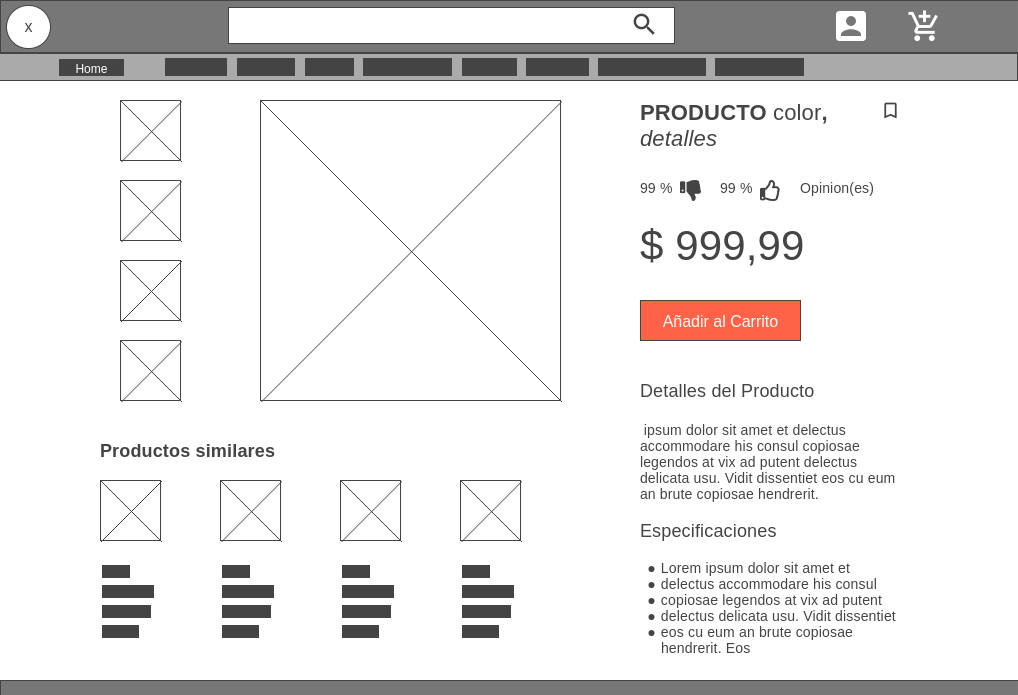 x
Home
PRODUCTO color,
detalles
99 %
99 %
Opinion(es)
$ 999,99
Añadir al Carrito
Detalles del Producto
ipsum dolor sit amet et delectus
accommodare his consul copiosae
legendos at vix ad putent delectus
delicata usu. Vidit dissentiet eos cu eum
an brute copiosae hendrerit.
Productos similares
Especificaciones
● Lorem ipsum dolor sit amet et
● delectus accommodare his consul
● copiosae legendos at vix ad putent
● delectus delicata usu. Vidit dissentiet
● eos cu eum an brute copiosae
hendrerit. Eos